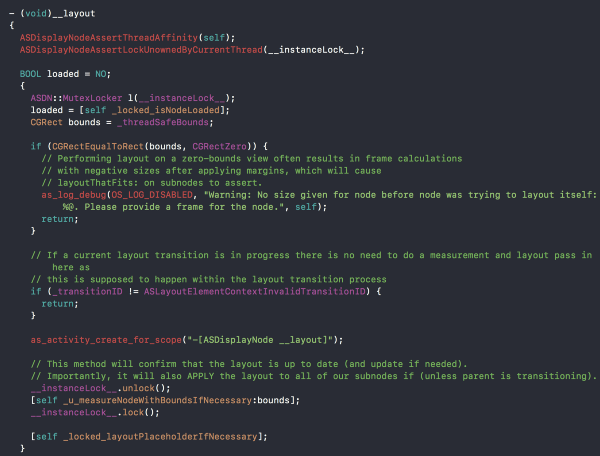 - (void)__layout
{
  ASDisplayNodeAssertThreadAffinity(self);
  ASDisplayNodeAssertLockUnownedByCurrentThread(__instanceLock__);

  BOOL loaded = NO;
  {
    ASDN::MutexLocker l(__instanceLock__);
    loaded = [self _locked_isNodeLoaded];
    CGRect bounds = _threadSafeBounds;

    if (CGRectEqualToRect(bounds, CGRectZero)) {
      // Performing layout on a zero-bounds view often results in frame calculations
      // with negative sizes after applying margins, which will cause
      // layoutThatFits: on subnodes to assert.
      as_log_debug(OS_LOG_DISABLED, "Warning: No size given for node before node was trying to layout itself:
          %@. Please provide a frame for the node.", self);
      return;
    }

    // If a current layout transition is in progress there is no need to do a measurement and layout pass in
        here as
    // this is supposed to happen within the layout transition process
    if (_transitionID != ASLayoutElementContextInvalidTransitionID) {
      return;
    }

    as_activity_create_for_scope("-[ASDisplayNode __layout]");

    // This method will confirm that the layout is up to date (and update if needed).
    // Importantly, it will also APPLY the layout to all of our subnodes if (unless parent is transitioning).
    __instanceLock__.unlock();
    [self _u_measureNodeWithBoundsIfNecessary:bounds];
    __instanceLock__.lock();

    [self _locked_layoutPlaceholderIfNecessary];
  }